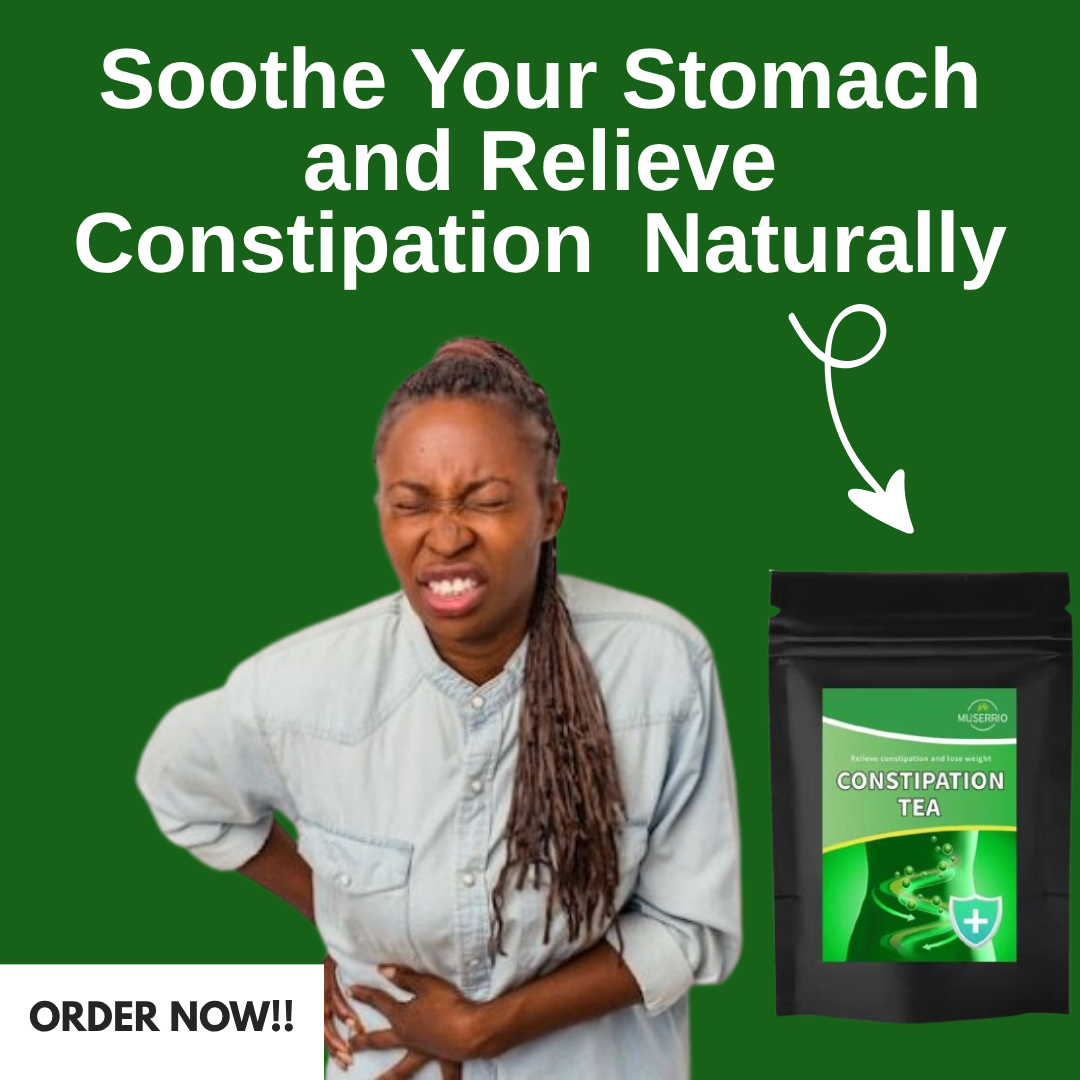 Soothe Your Stomach
and Relieve
Constipation  Naturally
MUSERRIO
Relieve constipation and lose weight
CONSTIPATION
TEA
ORDER NOW!!